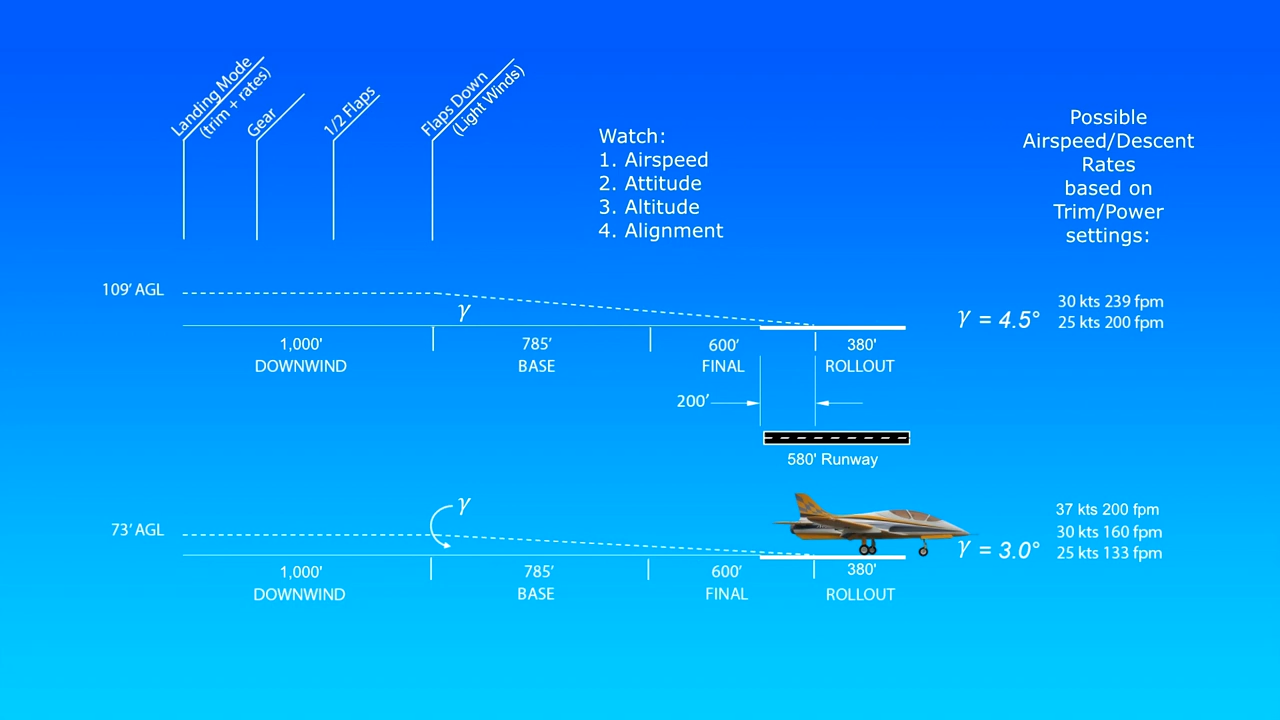 Landing Mode
(trim + rates)
Gear
1/2 Flaps
Flaps Down
(Light Winds)
Watch:
1. Airspeed
2. Attitude
3. Altitude
4. Alignment
Possible
Airspeed/Descent
Rates
based on
Trim/Power
settings:
109’ AGL
γ
γ = 4.5°
30 kts 239 fpm
25 kts 200 fpm
1,000'
DOWNWIND
785’
BASE
600’
FINAL
380'
ROLLOUT
200’
580' Runway
73’ AGL
γ
γ = 3.0°
37 kts 200 fpm
30 kts 160 fpm
25 kts 133 fpm
1,000'
DOWNWIND
785’
BASE
600’
FINAL
380'
ROLLOUT